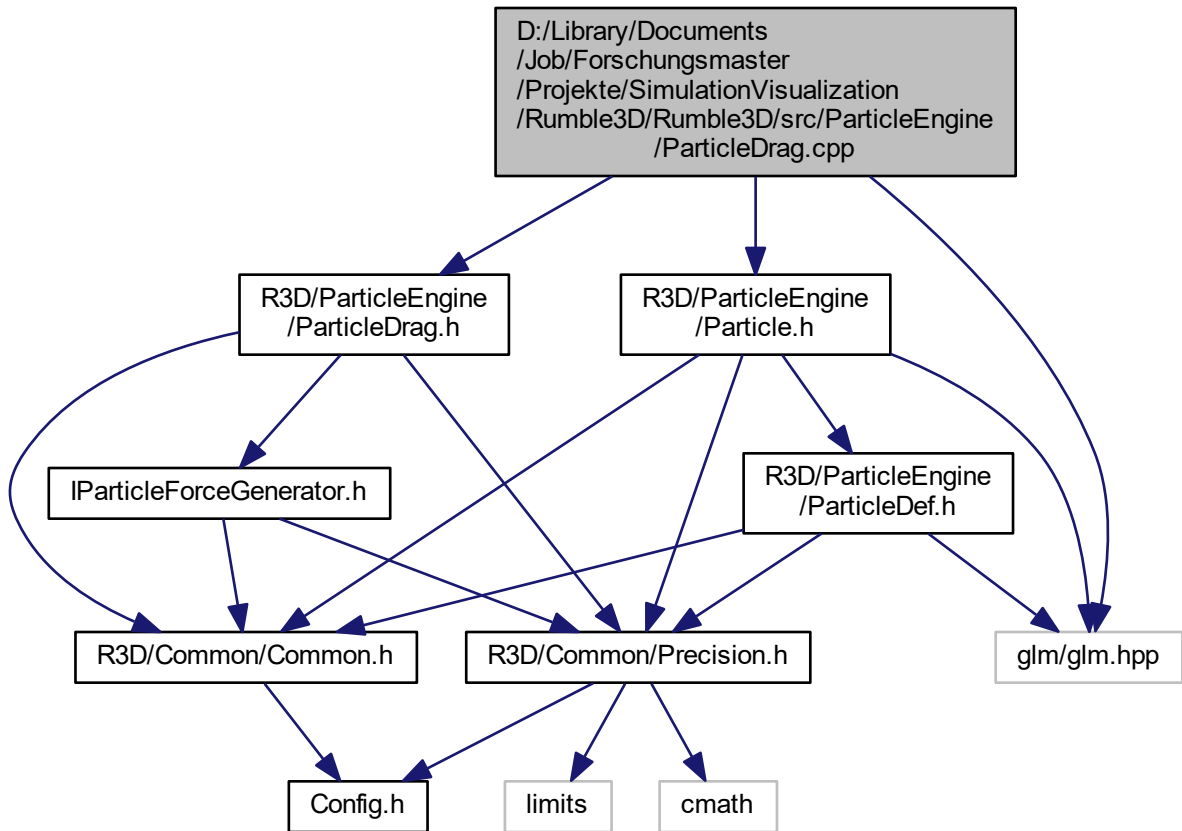 D:/Library/Documents
/Job/Forschungsmaster
/Projekte/SimulationVisualization
/Rumble3D/Rumble3D/src/ParticleEngine
/ParticleDrag.cpp
R3D/ParticleEngine
/ParticleDrag.h
R3D/ParticleEngine
/Particle.h
IParticleForceGenerator.h
R3D/ParticleEngine
/ParticleDef.h
R3D/Common/Common.h
R3D/Common/Precision.h
glm/glm.hpp
Config.h
limits
cmath